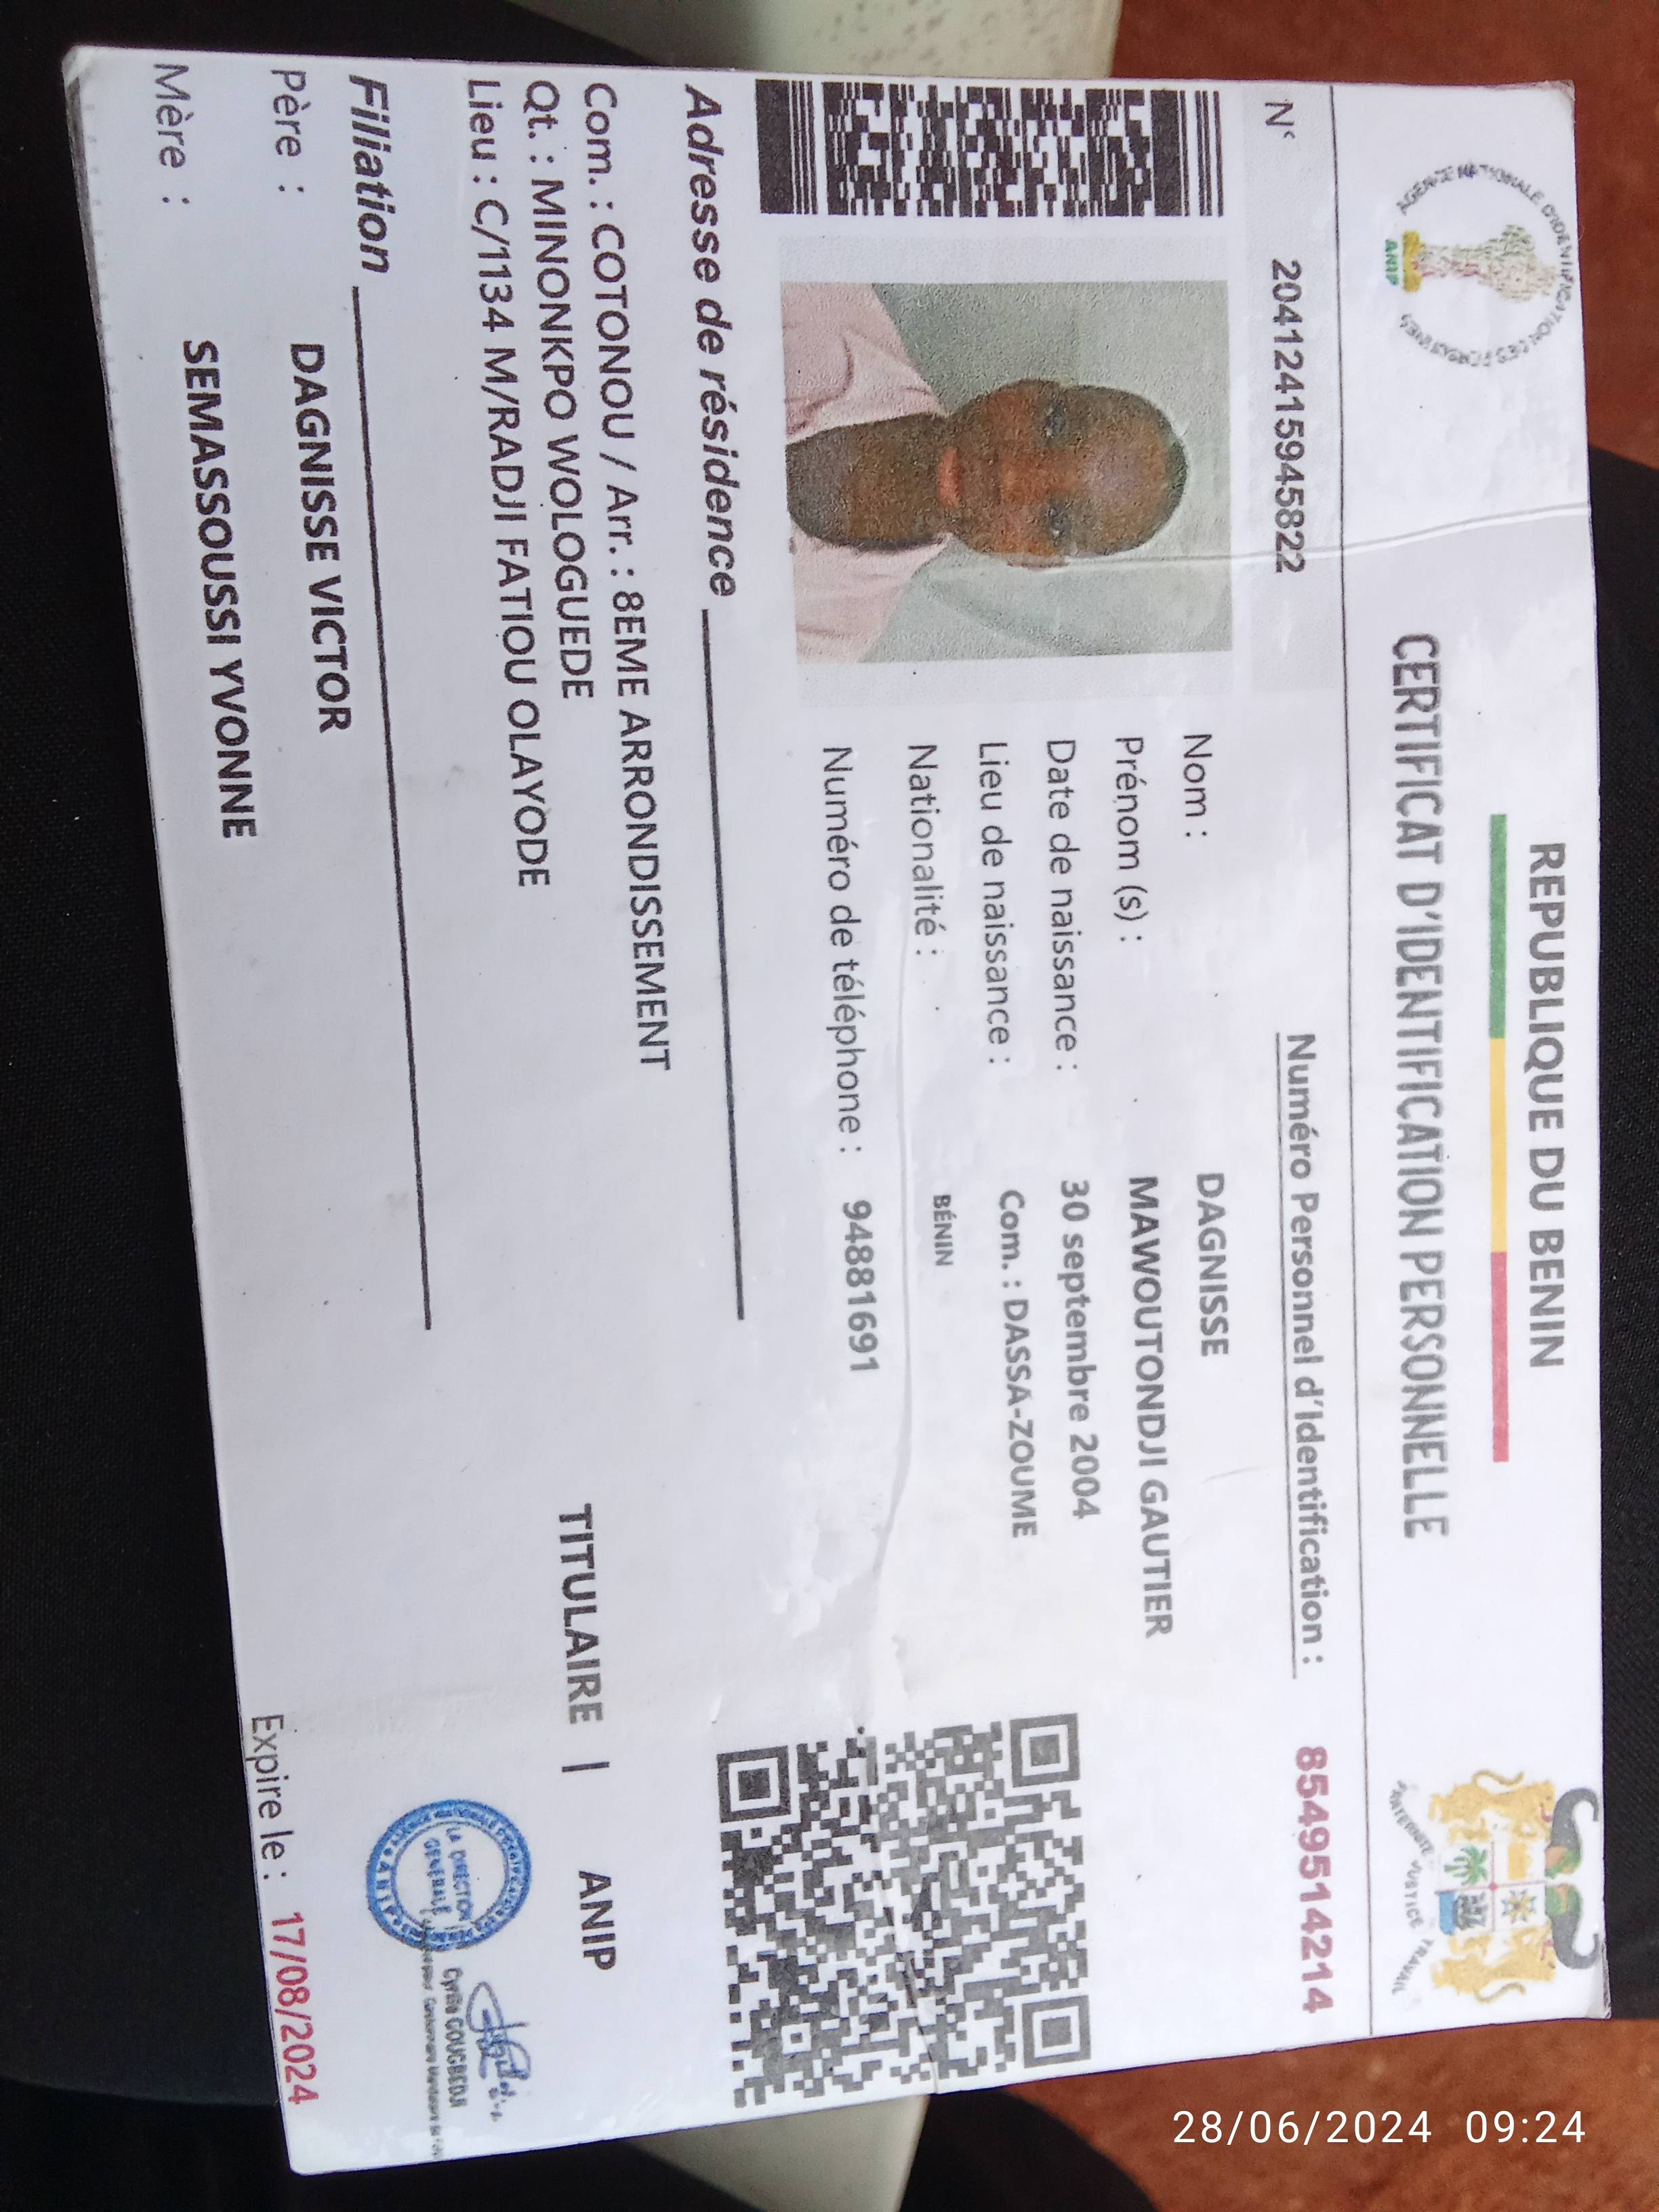 REPUBLIQUE DU BENIN
CERTIFICAT D'IDENTIFICATION PERSONNELLE
AGENCE NATIONALE D'IDENTIFICATION DES PERSONNES
ANIP
FRATERNITE JUSTICE TRAVAIL
N° 20412415945822
Numéro Personnel d'Identification : 8549514214
Nom : DAGNISSE
Prénom (s) : MAWOUTONDJI GAUTIER
Date de naissance : 30 septembre 2004
Lieu de naissance : Com. : DASSA-ZOUME
Nationalité : BÉNIN
Numéro de téléphone : 94881691
Adresse de résidence
Com. : COTONOU / Arr. : 8EME ARRONDISSEMENT
Qt. : MINONKPO WOLOGUEDE
Lieu : C/1134 M/RADJI FATIOU OLAYODE
TITULAIRE | ANIP
Filiation
Père : DAGNISSE VICTOR
Mère : SEMASSOUSSI YVONNE
LA DIRECTION
GENERALE
Cyrille GOUGBEDJI
Expire le : 17/08/2024
28/06/2024 09:24